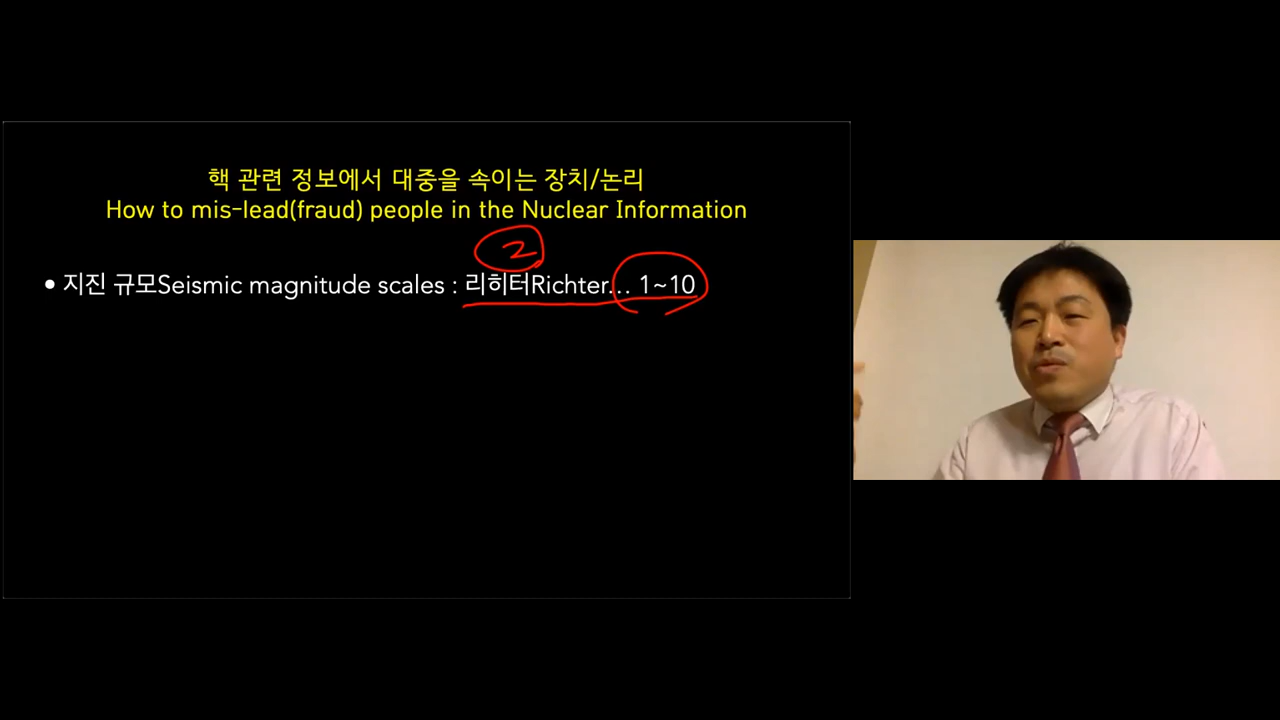 핵 관련 정보에서 대중을 속이는 장치/논리
How to mis-lead(fraud) people in the Nuclear Information
2
• 지진 규모Seismic magnitude scales : 리히터Richter... 1~10